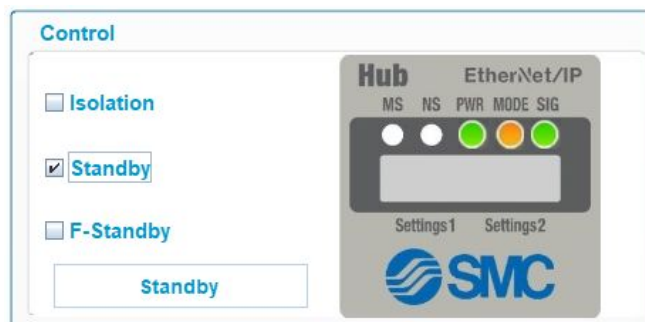 Control
Isolation
Standby
F-Standby
Standby
Hub EtherNet/IP
MS NS PWR MODE SIG
Settings1 Settings2
SMC